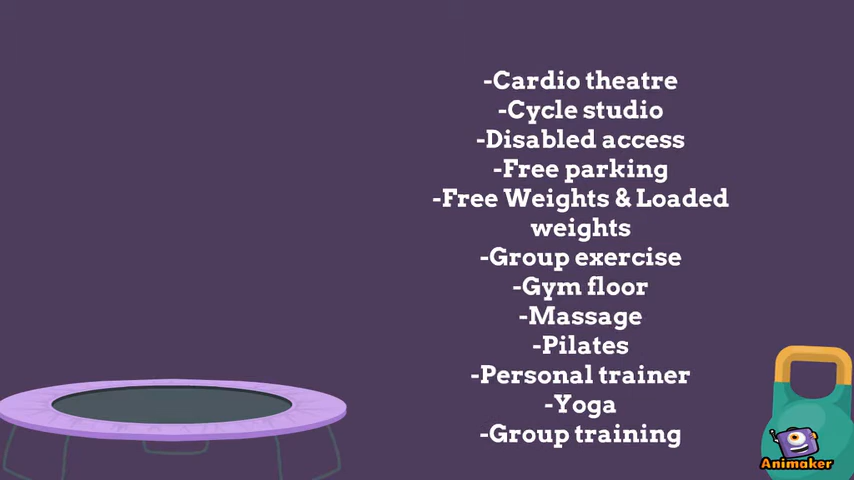 -Cardio theatre
-Cycle studio
-Disabled access
-Free parking
-Free Weights & Loaded
weights
-Group exercise
-Gym floor
-Massage
-Pilates
-Personal trainer
-Yoga
-Group training
Animaker